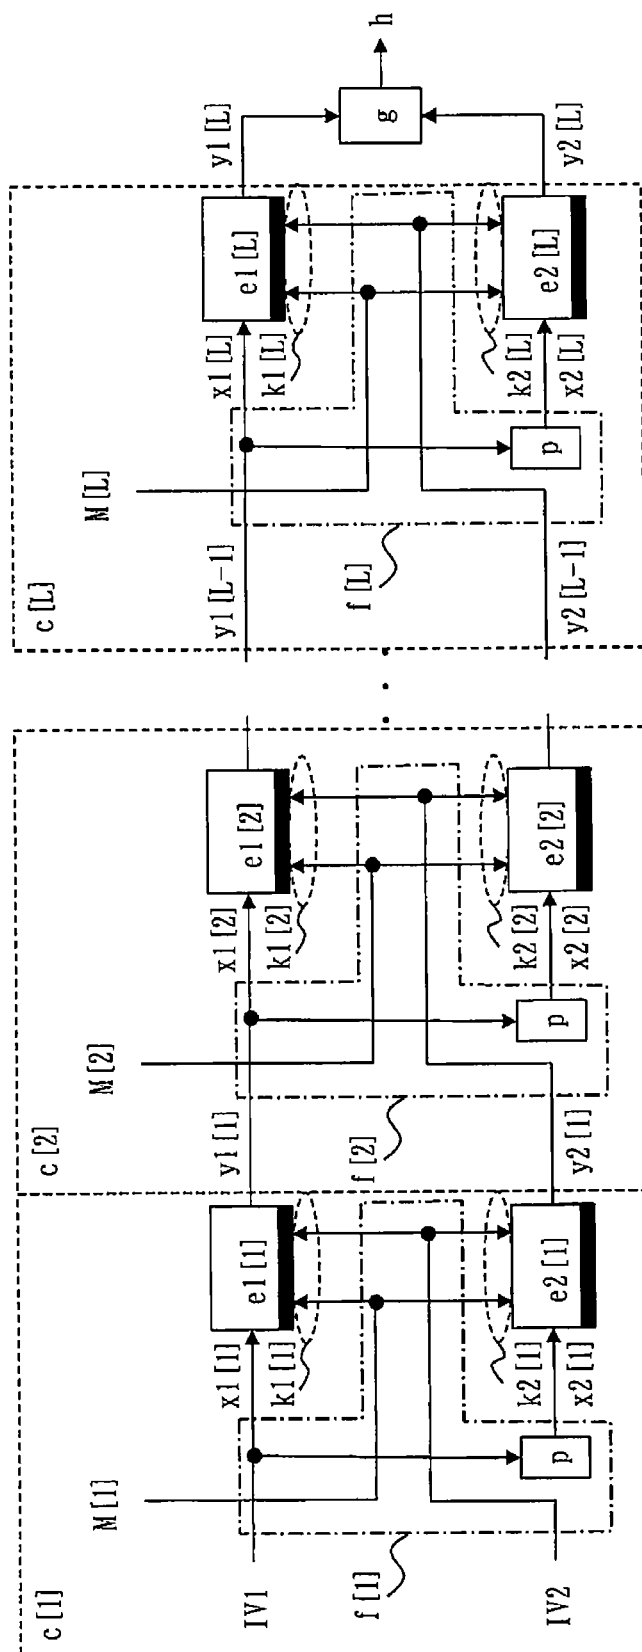 c[1]
M[1]
IV1
x1[1]
e1[1]
k1[1]
f[1]
k2[1]
IV2
p
x2[1]
e2[1]
c[2]
M[2]
y1[1]
x1[2]
e1[2]
k1[2]
f[2]
k2[2]
y2[1]
p
x2[2]
e2[2]
...
c[L]
M[L]
y1[L-1]
x1[L]
e1[L]
y1[L]
k1[L]
f[L]
g
h
k2[L]
y2[L-1]
p
x2[L]
e2[L]
y2[L]